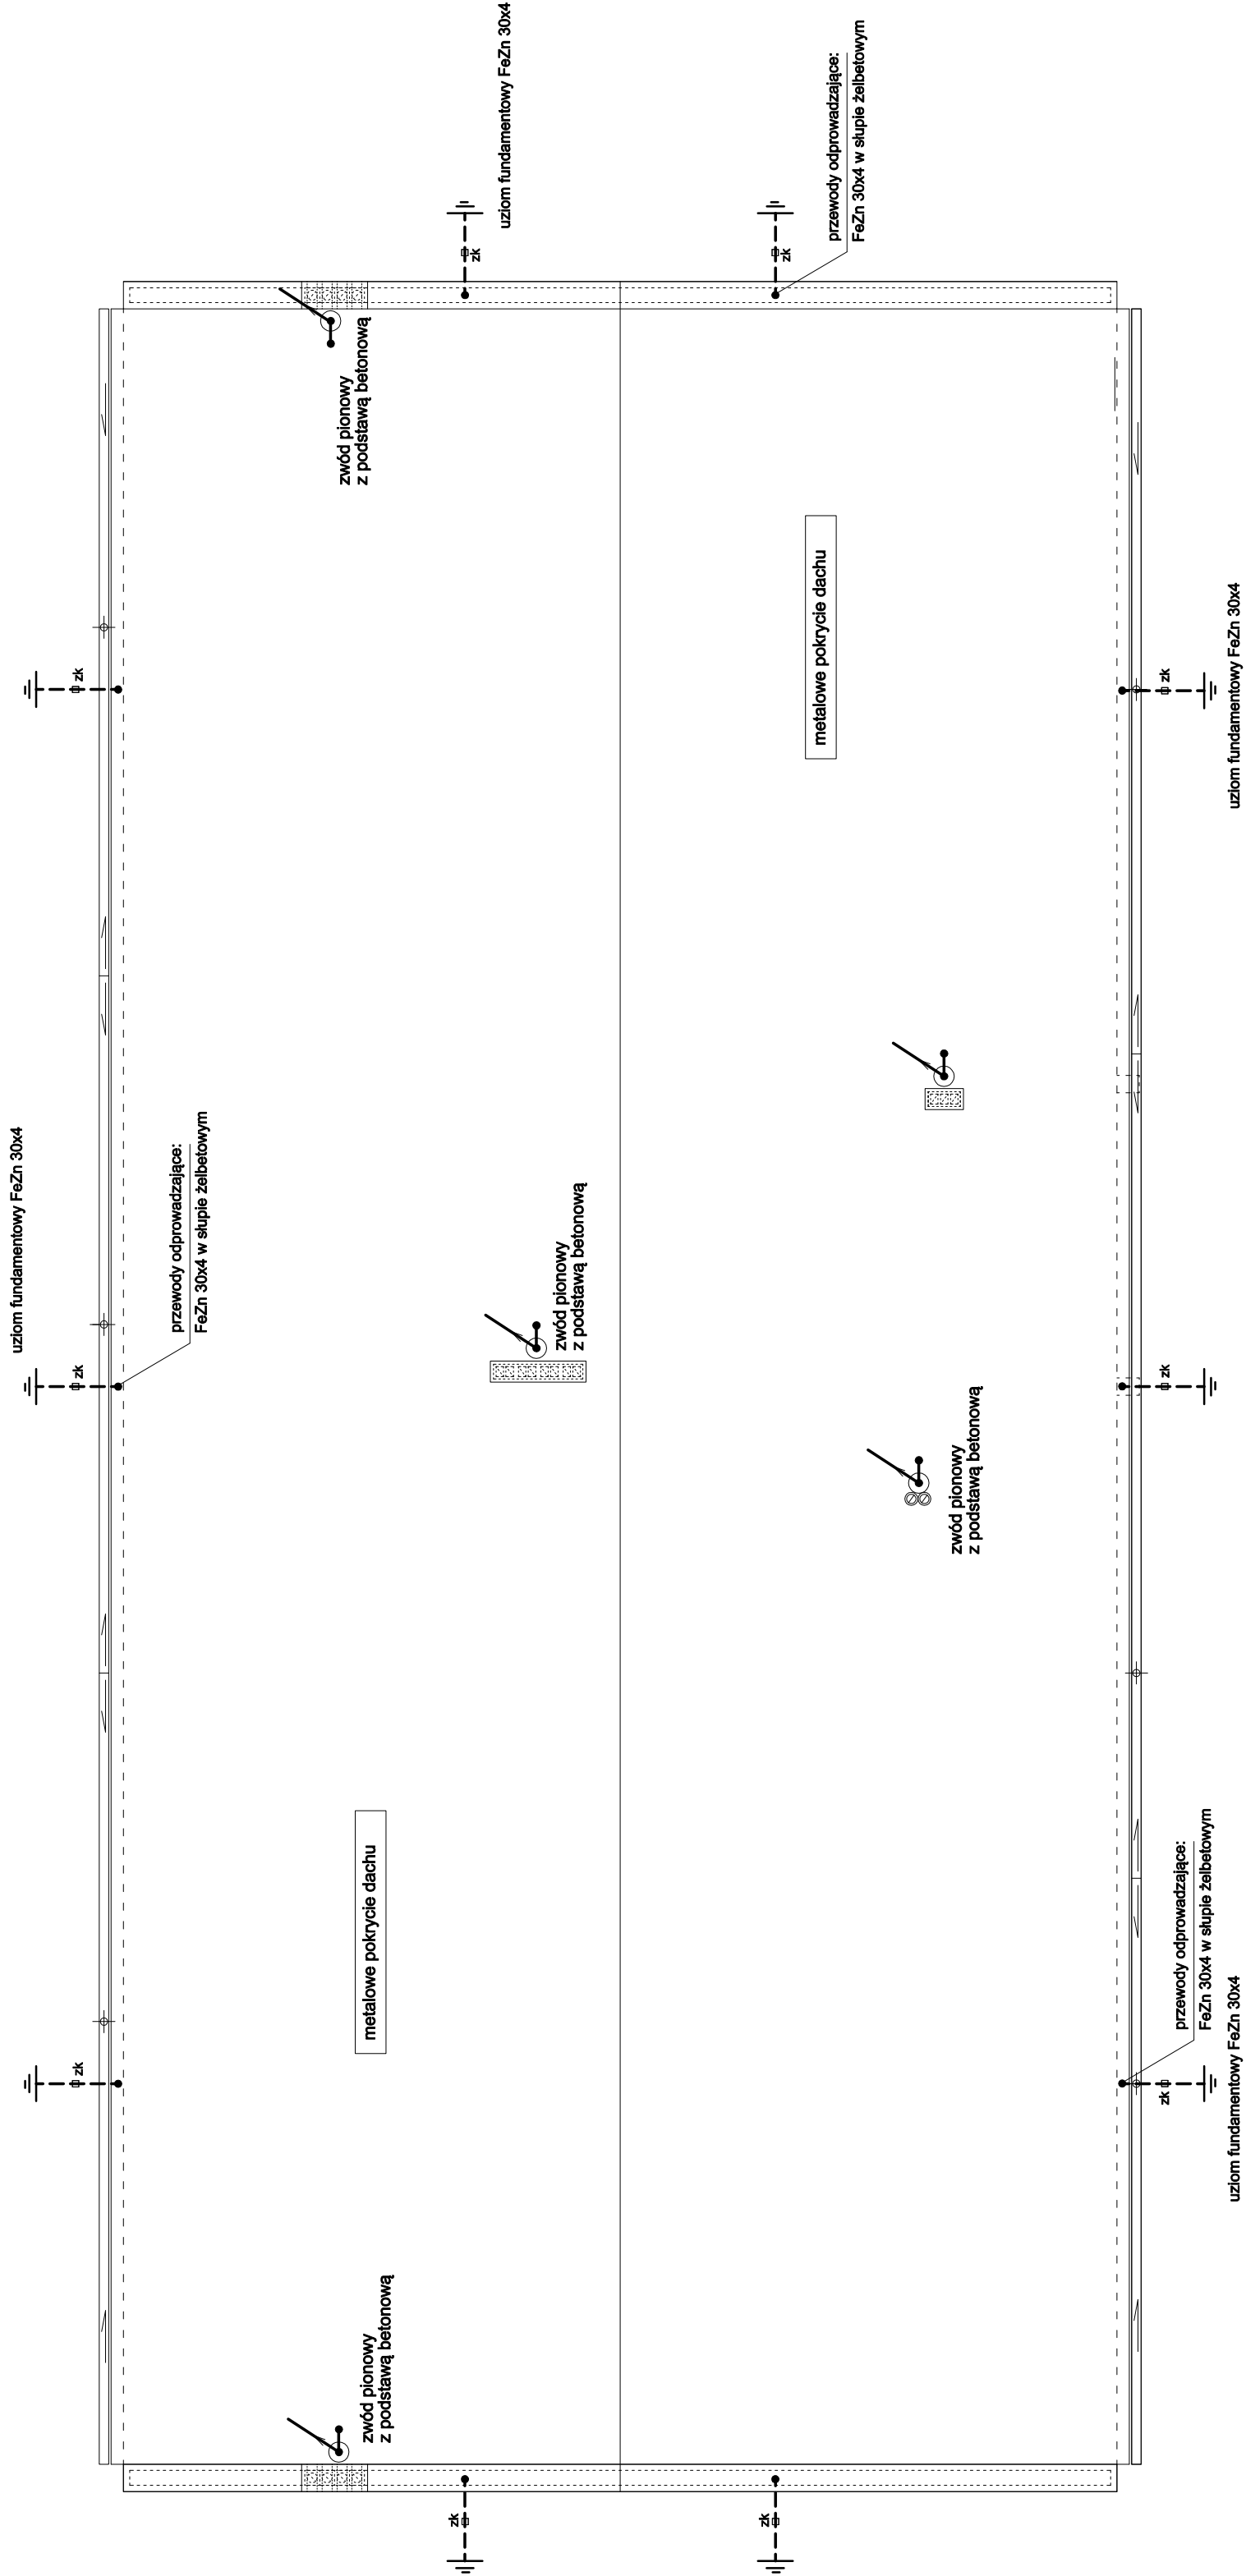 uziom fundamentowy FeZn 30x4
przewody odprowadzające:
FeZn 30x4 w słupie żelbetowym
zk
zk
zwód pionowy
z podstawą betonową
metalowe pokrycie dachu
zk
zk
uziom fundamentowy FeZn 30x4
uziom fundamentowy FeZn 30x4
przewody odprowadzające:
FeZn 30x4 w słupie żelbetowym
zk
zwód pionowy
z podstawą betonową
zwód pionowy
z podstawą betonową
zk
metalowe pokrycie dachu
zk
przewody odprowadzające:
FeZn 30x4 w słupie żelbetowym
zk
uziom fundamentowy FeZn 30x4
zwód pionowy
z podstawą betonową
zk
zk